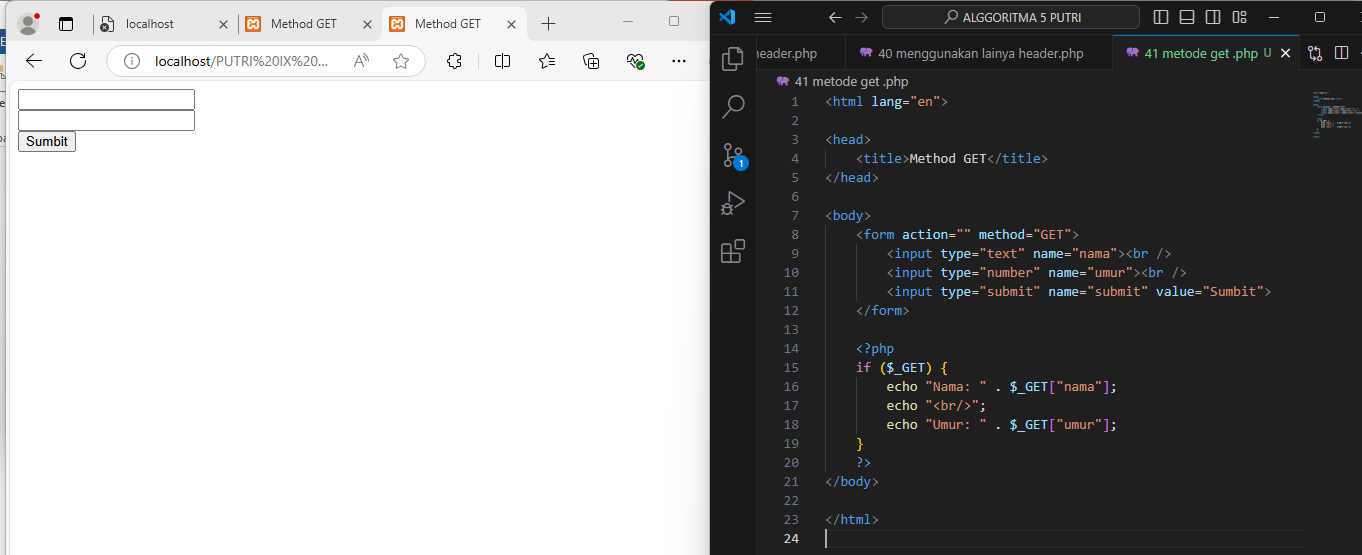 localhost
Method GET
Method GET
localhost/PUTRI%20IX%20...
Sumbit
ALGGORITMA 5 PUTRI
header.php
40 menggunakan lainya header.php
41 metode get .php U
41 metode get .php
1
1 <html lang="en">
2
3 <head>
4 <title>Method GET</title>
5 </head>
6
7 <body>
8 <form action="" method="GET">
9 <input type="text" name="nama"><br />
10 <input type="number" name="umur"><br />
11 <input type="submit" name="submit" value="Sumbit">
12 </form>
13
14 <?php
15 if ($_GET) {
16 echo "Nama: " . $_GET["nama"];
17 echo "<br/>";
18 echo "Umur: " . $_GET["umur"];
19 }
20 ?>
21 </body>
22
23 </html>
24